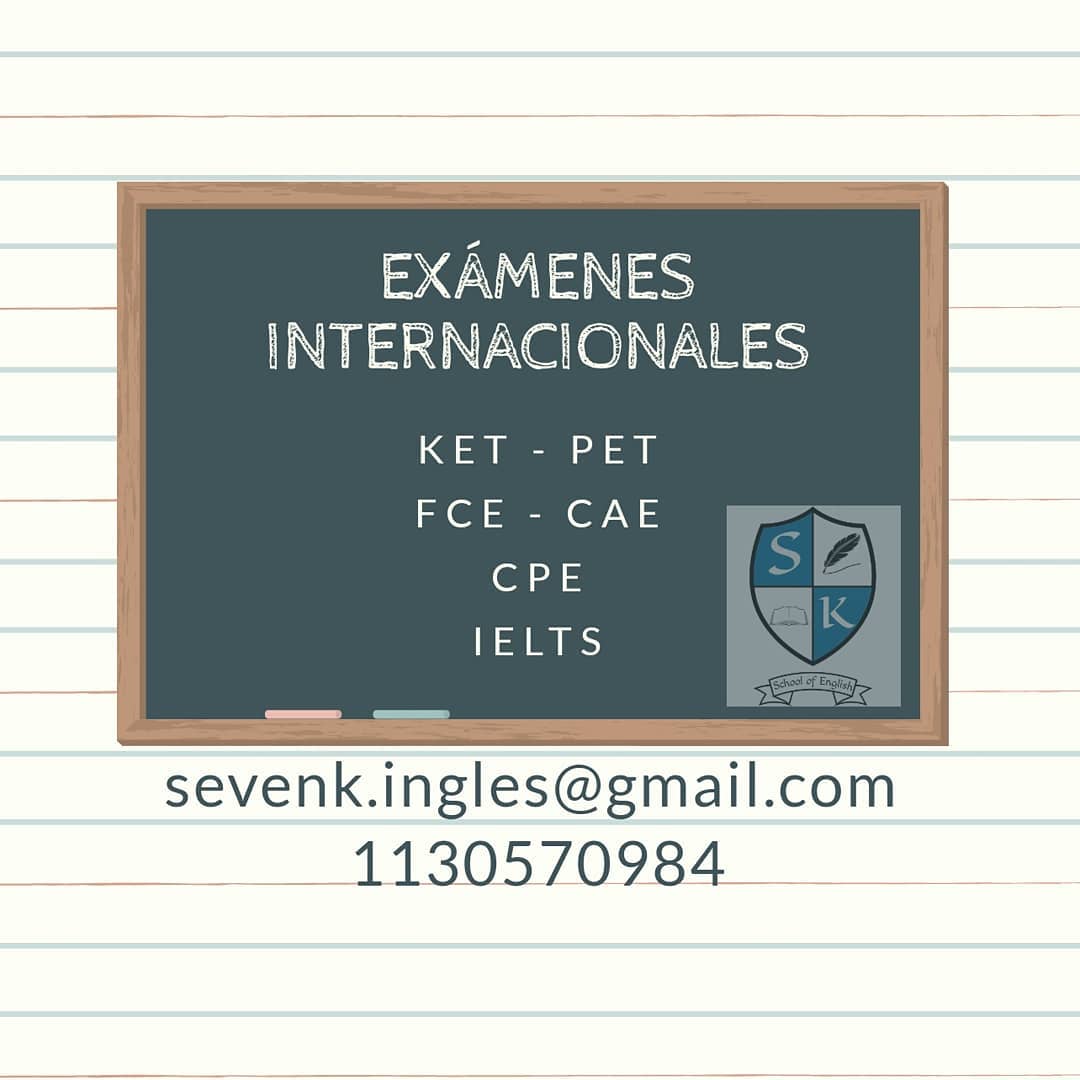 EXÁMENES
INTERNACIONALES
KET - PET
FCE - CAE
CPE
IELTS
S
K
School of English
sevenk.ingles@gmail.com
1130570984